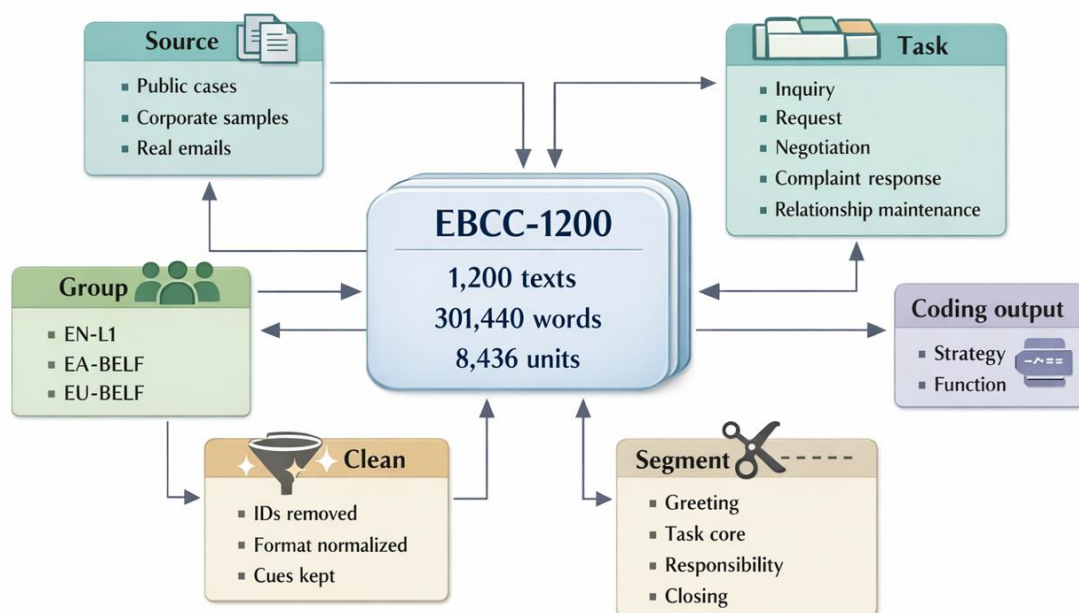 Source
Public cases
Corporate samples
Real emails
Task
Inquiry
Request
Negotiation
Complaint response
Relationship maintenance
EBCC-1200
1,200 texts
301,440 words
8,436 units
Group
EN-L1
EA-BELF
EU-BELF
Coding output
Strategy
Function
Clean
IDs removed
Format normalized
Cues kept
Segment
Greeting
Task core
Responsibility
Closing